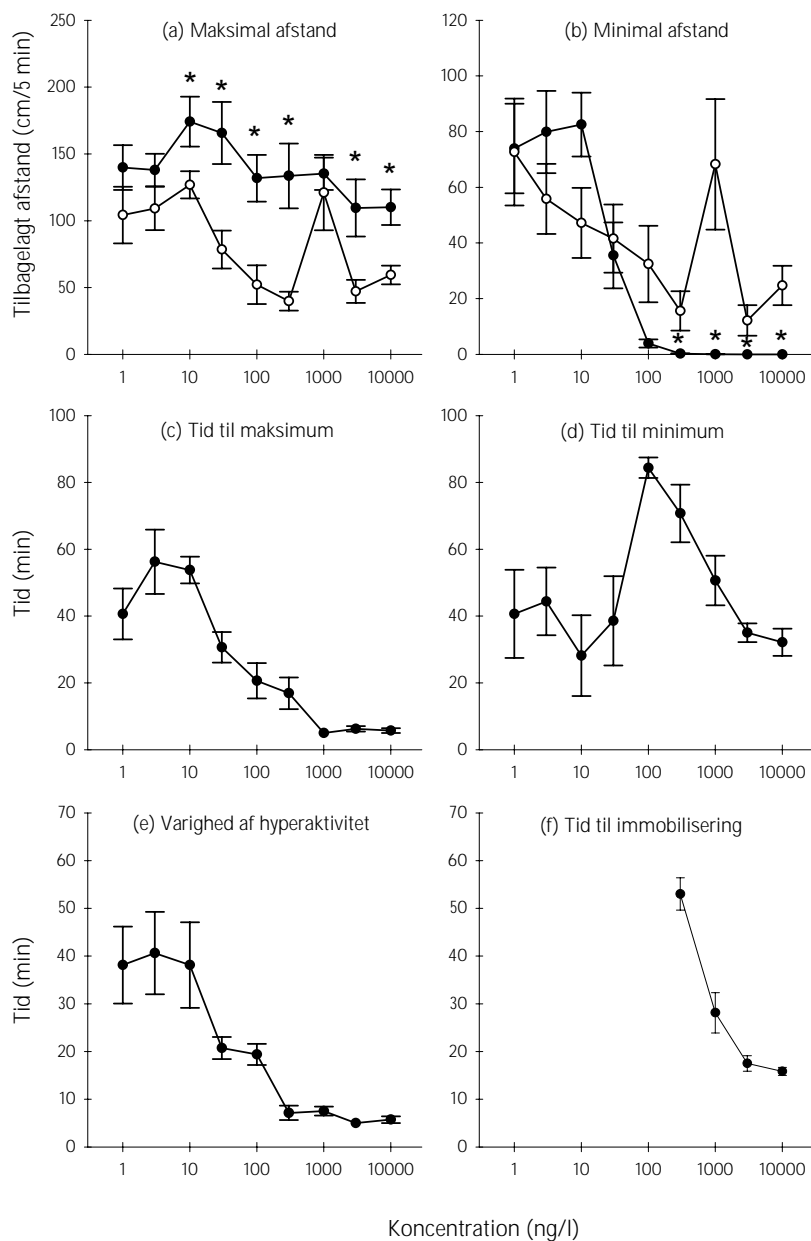 (a) Maksimal afstand
Tilbagelagt afstand (cm/5 min)
250
200
150
100
50
0
* * * * * *
1 10 100 1000 10000
(b) Minimal afstand
120
100
80
60
40
20
0
* * * *
1 10 100 1000 10000
(c) Tid til maksimum
Tid (min)
100
80
60
40
20
0
1 10 100 1000 10000
(d) Tid til minimum
100
80
60
40
20
0
1 10 100 1000 10000
(e) Varighed af hyperaktivitet
Tid (min)
70
60
50
40
30
20
10
0
1 10 100 1000 10000
(f) Tid til immobilisering
70
60
50
40
30
20
10
0
1 10 100 1000 10000
Koncentration (ng/l)